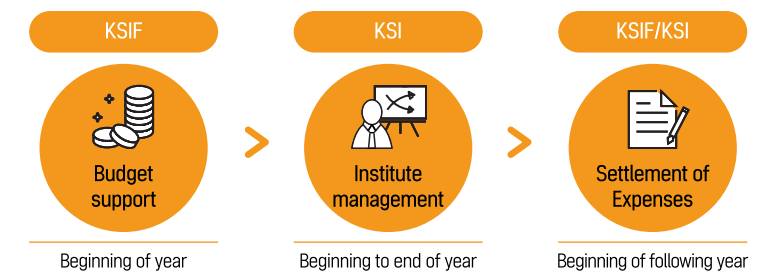 KSIF
KSI
KSIF/KSI
Budget
support
Institute
management
Settlement of
Expenses
Beginning of year
Beginning to end of year
Beginning of following year